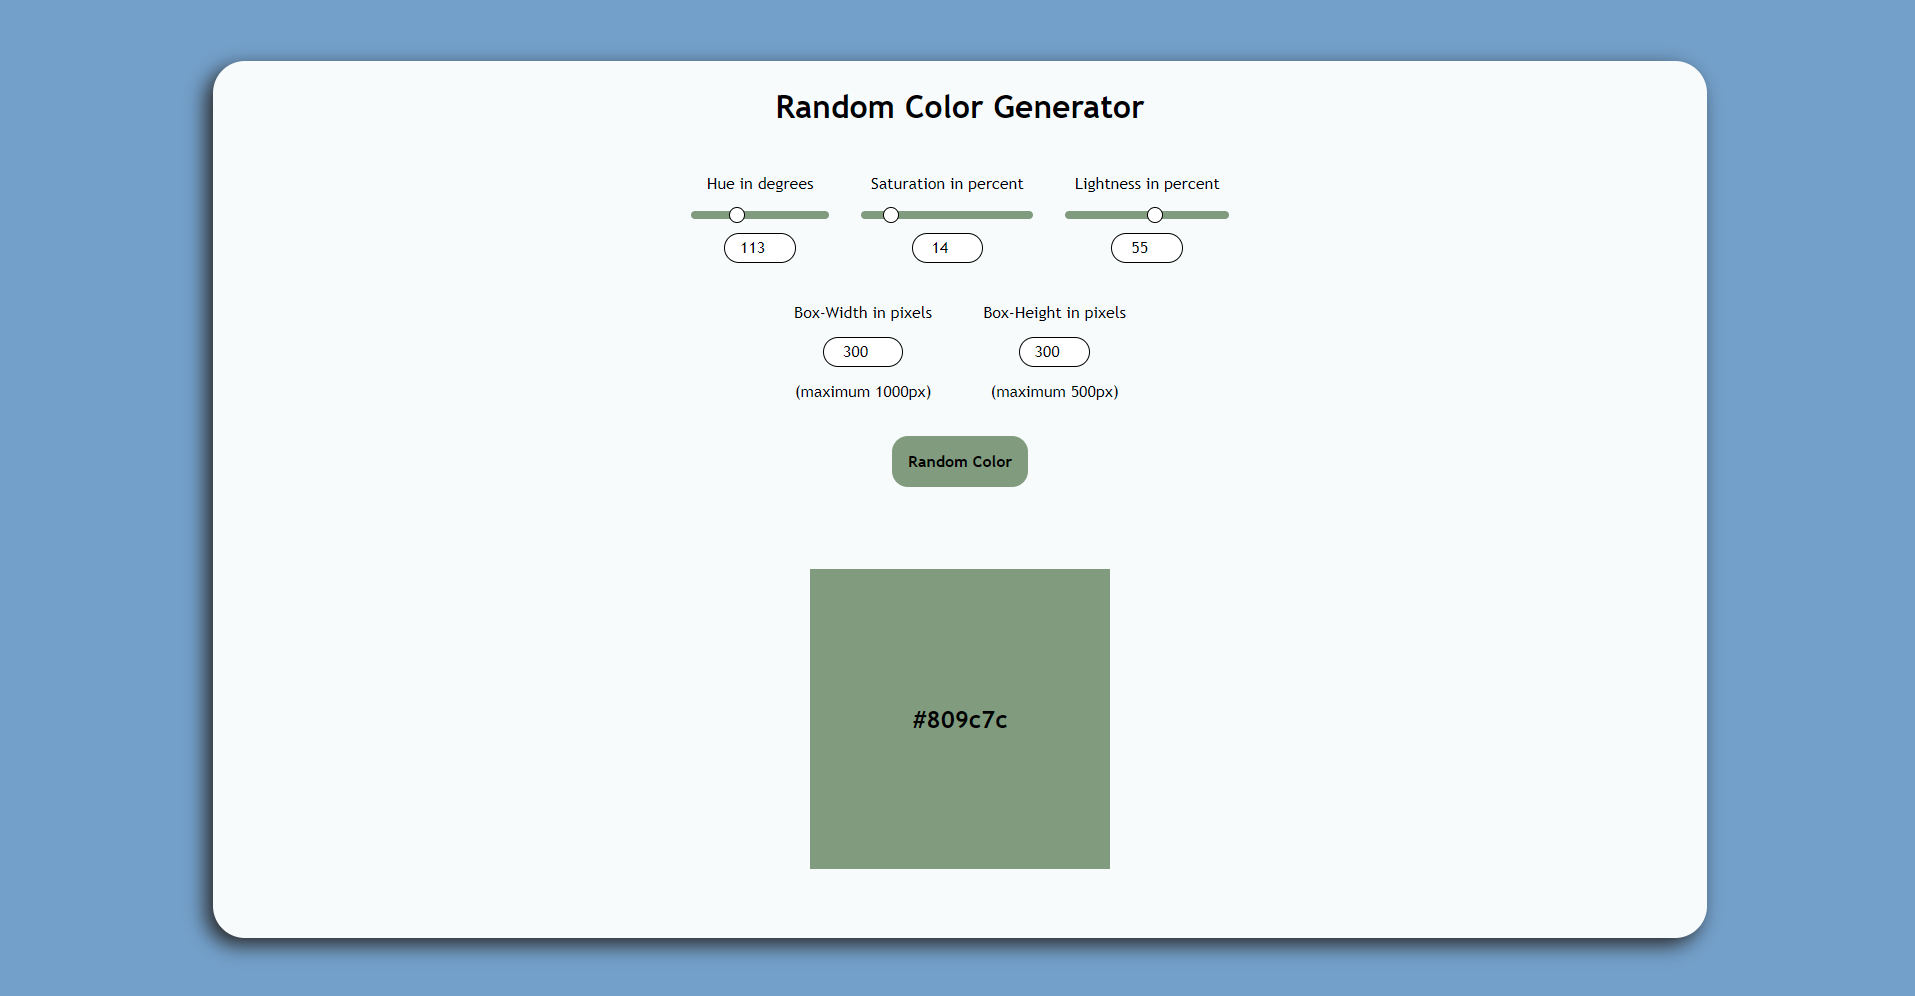 Random Color Generator
Hue in degrees Saturation in percent Lightness in percent
113 14 55
Box-Width in pixels Box-Height in pixels
300 300
(maximum 1000px) (maximum 500px)
Random Color
#809c7c